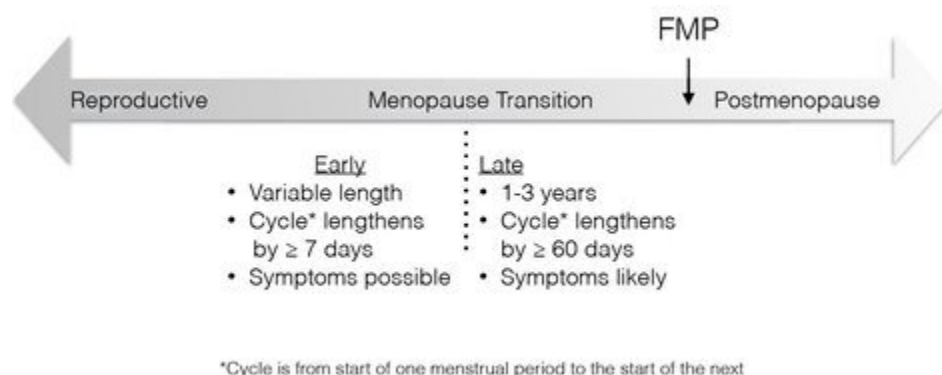 FMP
Reproductive Menopause Transition Postmenopause
Early
• Variable length
• Cycle* lengthens
by ≥ 7 days
• Symptoms possible
Late
• 1-3 years
• Cycle* lengthens
by ≥ 60 days
• Symptoms likely
*Cycle is from start of one menstrual period to the start of the next